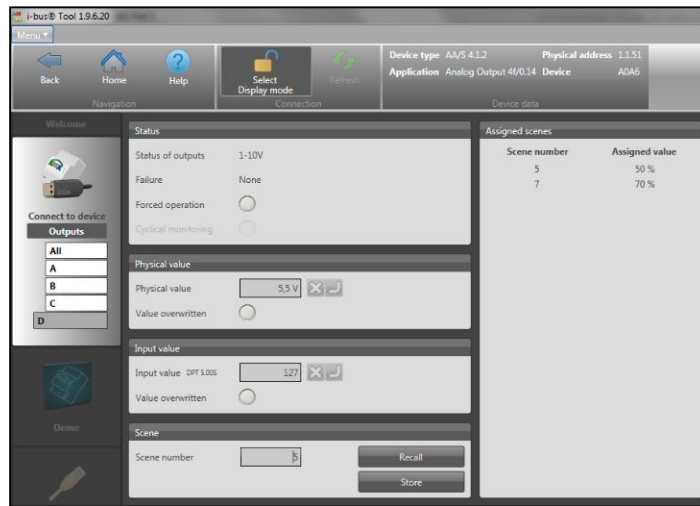 i-bus® Tool 1.9.6.20
Menu
Back
Home
Help
Navigation
Select
Display mode
Refresh
Connection
Device type AA/S 4.1.2 Physical address 1.1.51
Application Analog Output 4f/0.14 Device A0A6
Device data
Welcome
Connect to device
Outputs
All
A
B
C
D
Demo
Status
Status of outputs 1-10V
Failure None
Forced operation
Cyclical monitoring
Physical value
Physical value 5,5 V
Value overwritten
Input value
Input value DPT 5.005 127
Value overwritten
Scene
Scene number 5
Recall
Store
Assigned scenes
Scene number Assigned value
5 50 %
7 70 %